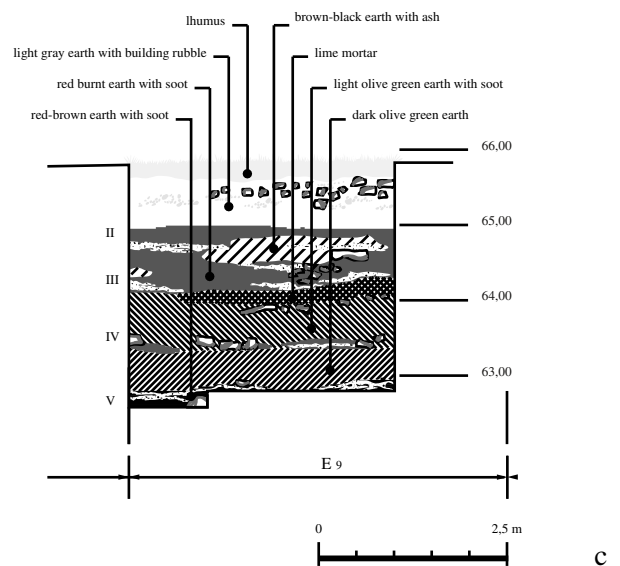 lhumus
brown-black earth with ash
light gray earth with building rubble
lime mortar
red burnt earth with soot
light olive green earth with soot
red-brown earth with soot
dark olive green earth
66,00
II
65,00
III
64,00
IV
63,00
V
E 9
0
2,5 m
c